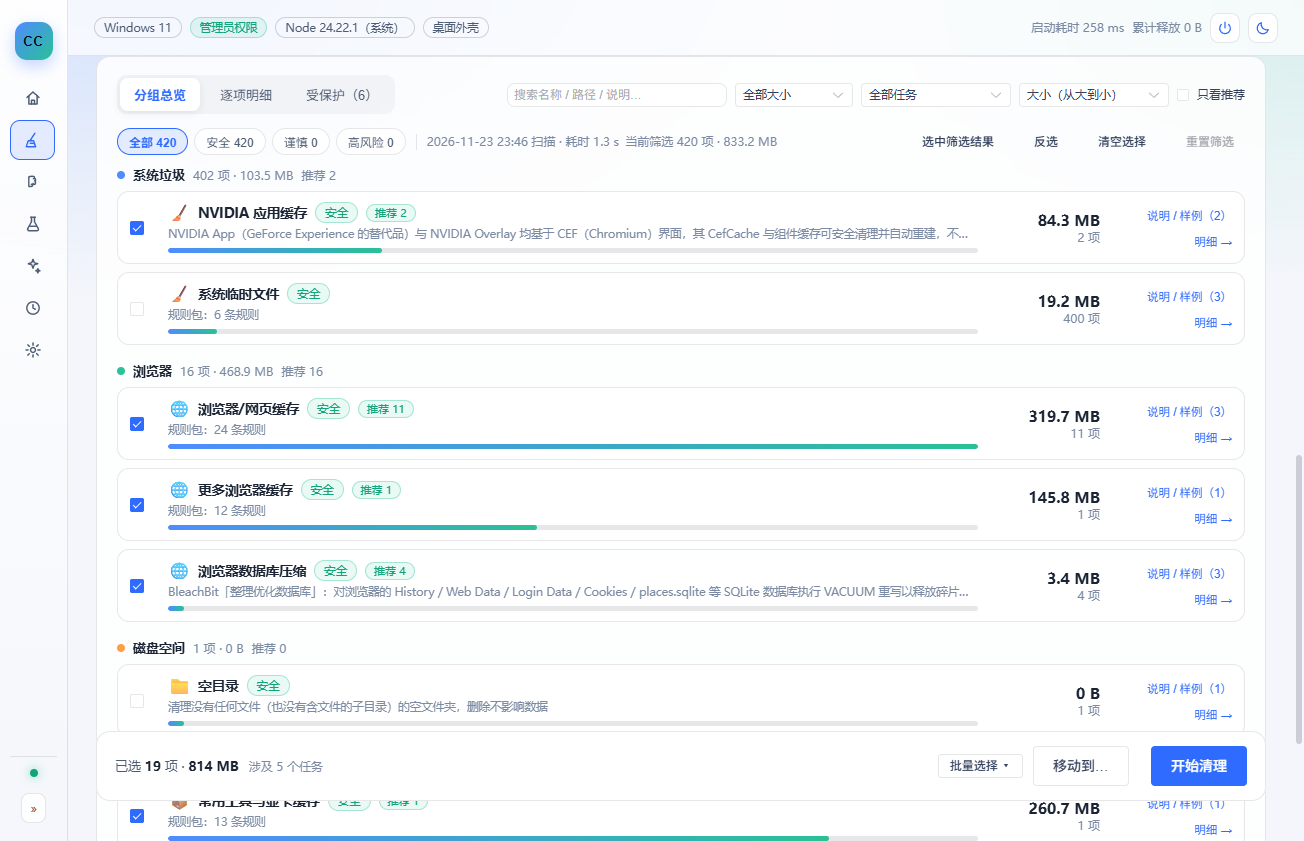 CC
Windows 11 管理员权限 Node 24.22.1（系统） 桌面外壳 启动耗时 258 ms 累计释放 0 B
分组总览 逐项明细 受保护（6） 搜索名称 / 路径 / 说明… 全部大小 全部任务 大小（从大到小） 只看推荐
全部 420 安全 420 谨慎 0 高风险 0 2026-11-23 23:46 扫描 · 耗时 1.3 s 当前筛选 420 项 · 833.2 MB 选中筛选结果 反选 清空选择 重置筛选
系统垃圾 402 项 · 103.5 MB 推荐 2
NVIDIA 应用缓存 安全 推荐 2 84.3 MB 说明 / 样例（2）
NVIDIA App（GeForce Experience 的替代品）与 NVIDIA Overlay 均基于 CEF（Chromium）界面，其 CefCache 与组件缓存可安全清理并自动重建，不… 2 项 明细 →
系统临时文件 安全 19.2 MB 说明 / 样例（3）
规则包：6 条规则 400 项 明细 →
浏览器 16 项 · 468.9 MB 推荐 16
浏览器/网页缓存 安全 推荐 11 319.7 MB 说明 / 样例（3）
规则包：24 条规则 11 项 明细 →
更多浏览器缓存 安全 推荐 1 145.8 MB 说明 / 样例（1）
规则包：12 条规则 1 项 明细 →
浏览器数据库压缩 安全 推荐 4 3.4 MB 说明 / 样例（3）
BleachBit「整理优化数据库」：对浏览器的 History / Web Data / Login Data / Cookies / places.sqlite 等 SQLite 数据库执行 VACUUM 重写以释放碎片… 4 项 明细 →
磁盘空间 1 项 · 0 B 推荐 0
空目录 安全 0 B 说明 / 样例（1）
清理没有任何文件（也没有含文件的子目录）的空文件夹，删除不影响数据 1 项 明细 →
已选 19 项 · 814 MB 涉及 5 个任务 批量选择 移动到… 开始清理
常用工具与显卡缓存 安全 推荐 1 260.7 MB 说明 / 样例（1）
规则包：13 条规则 1 项 明细 →